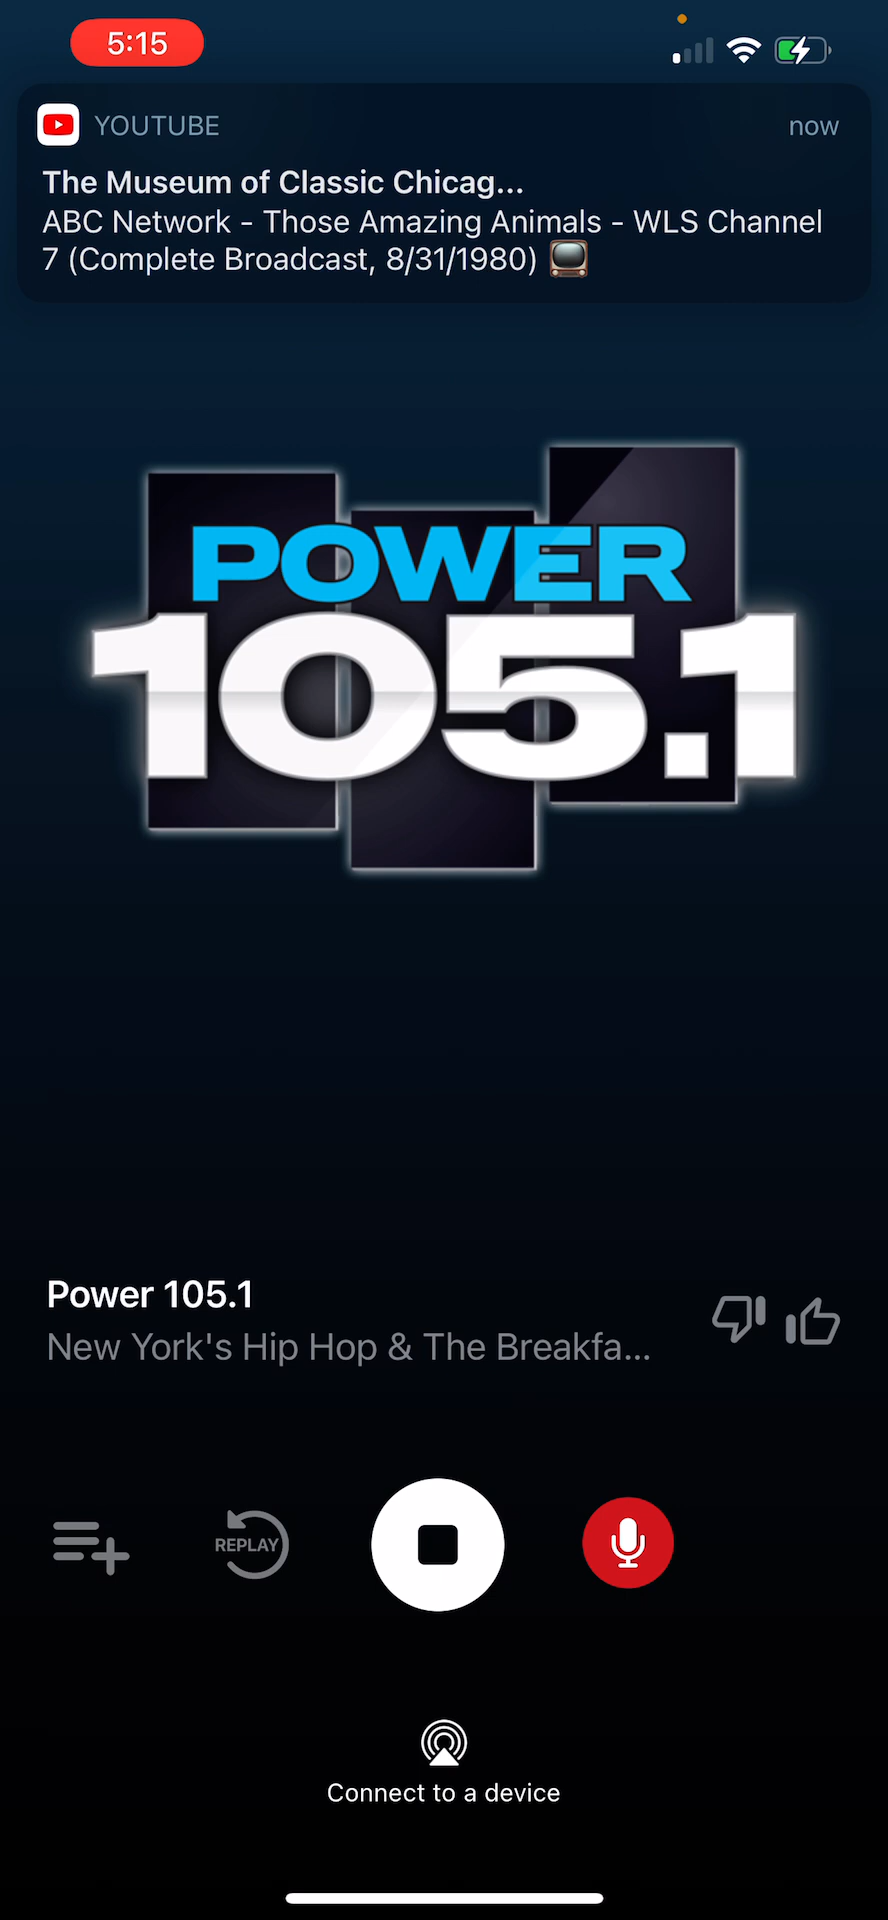 5:15
YOUTUBE
now
The Museum of Classic Chicag...
ABC Network - Those Amazing Animals - WLS Channel
7 (Complete Broadcast, 8/31/1980)
POWER
105.1
Power 105.1
New York's Hip Hop & The Breakfa...
REPLAY
Connect to a device